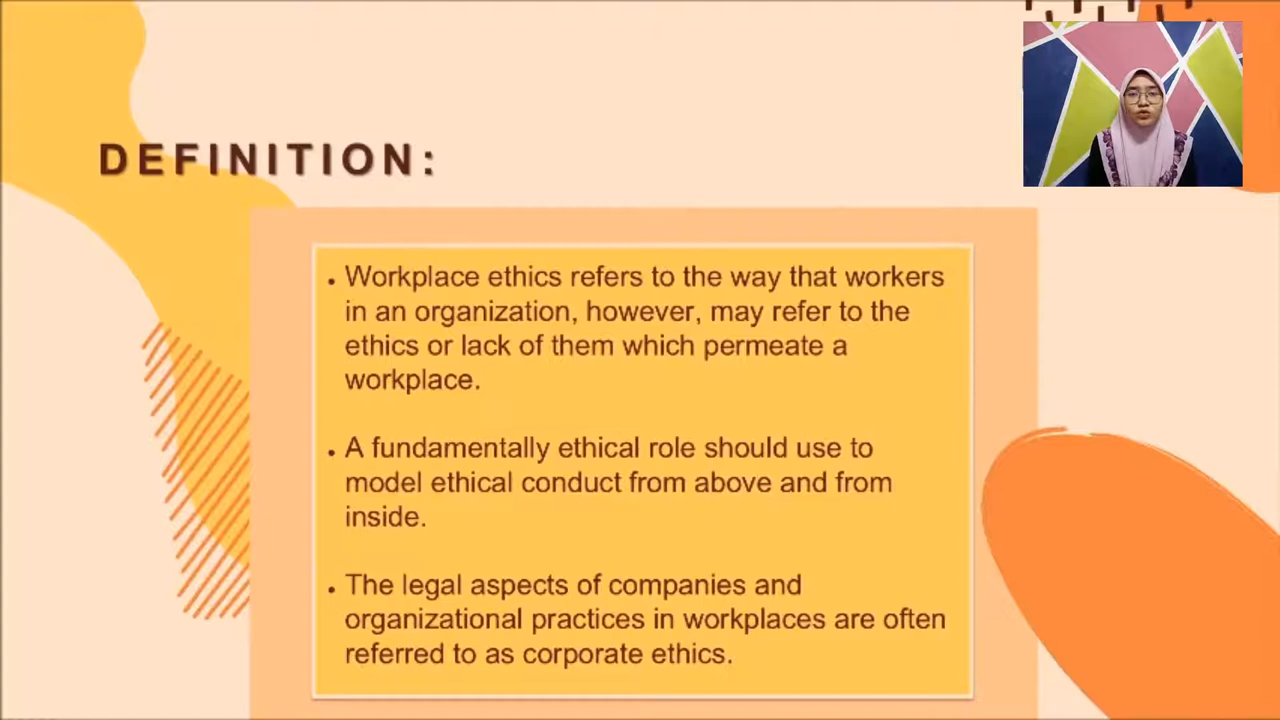 DEFINITION:
• Workplace ethics refers to the way that workers
in an organization, however, may refer to the
ethics or lack of them which permeate a
workplace.
• A fundamentally ethical role should use to
model ethical conduct from above and from
inside.
• The legal aspects of companies and
organizational practices in workplaces are often
referred to as corporate ethics.